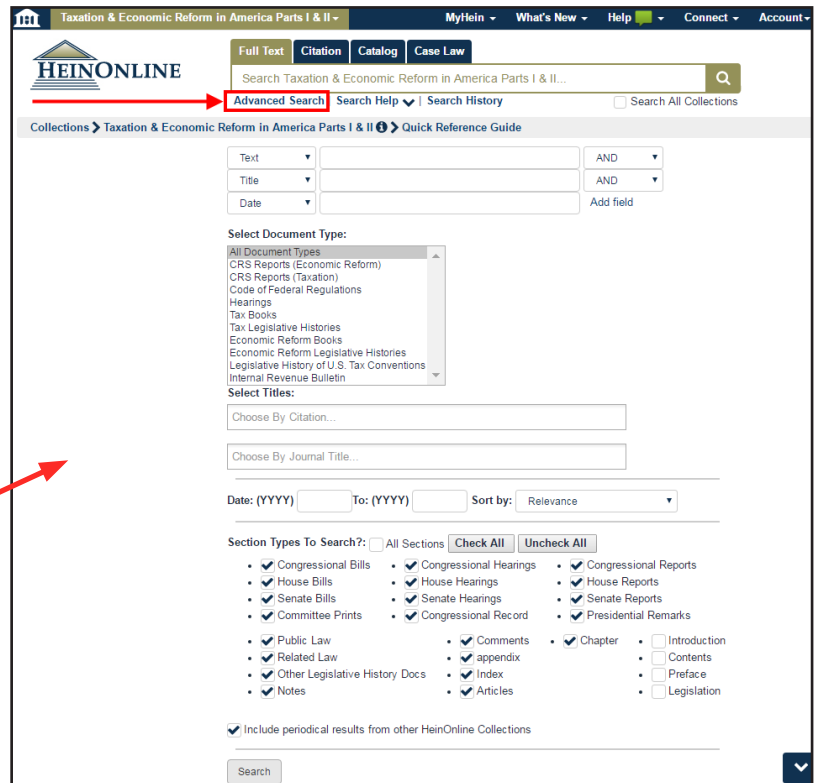 Taxation & Economic Reform in America Parts I & II MyHein What's New Help Connect Account
HEINONLINE
Full Text Citation Catalog Case Law
Search Taxation & Economic Reform in America Parts I & II...
Advanced Search Search Help | Search History Search All Collections
Collections Taxation & Economic Reform in America Parts I & II Quick Reference Guide
Text AND
Title AND
Date Add field
Select Document Type:
All Document Types
CRS Reports (Economic Reform)
CRS Reports (Taxation)
Code of Federal Regulations
Hearings
Tax Books
Tax Legislative Histories
Economic Reform Books
Economic Reform Legislative Histories
Legislative History of U.S. Tax Conventions
Internal Revenue Bulletin
Select Titles:
Choose By Citation...
Choose By Journal Title...
Date: (YYYY) To: (YYYY) Sort by: Relevance
Section Types To Search?: All Sections Check All Uncheck All
• Congressional Bills • Congressional Hearings • Congressional Reports
• House Bills • House Hearings • House Reports
• Senate Bills • Senate Hearings • Senate Reports
• Committee Prints • Congressional Record • Presidential Remarks
• Public Law • Comments • Chapter • Introduction
• Related Law • appendix • Contents
• Other Legislative History Docs • Index • Preface
• Notes • Articles • Legislation
Include periodical results from other HeinOnline Collections
Search